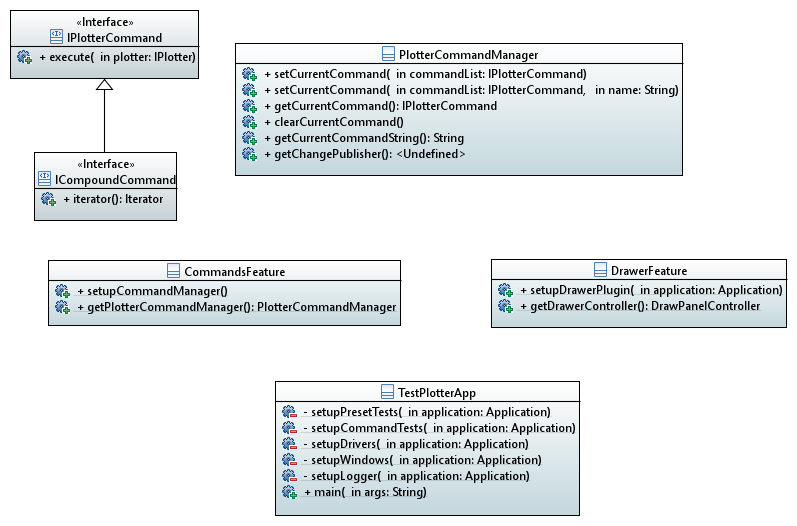 «Interface»
IPlotterCommand
+ execute( in plotter: IPlotter)
PlotterCommandManager
+ setCurrentCommand( in commandList: IPlotterCommand)
+ setCurrentCommand( in commandList: IPlotterCommand, in name: String)
+ getCurrentCommand(): IPlotterCommand
+ clearCurrentCommand()
+ getCurrentCommandString(): String
+ getChangePublisher(): <Undefined>
«Interface»
ICompoundCommand
+ iterator(): Iterator
CommandsFeature
+ setupCommandManager()
+ getPlotterCommandManager(): PlotterCommandManager
DrawerFeature
+ setupDrawerPlugin( in application: Application)
+ getDrawerController(): DrawPanelController
TestPlotterApp
- setupPresetTests( in application: Application)
- setupCommandTests( in application: Application)
- setupDrivers( in application: Application)
- setupWindows( in application: Application)
- setupLogger( in application: Application)
+ main( in args: String)